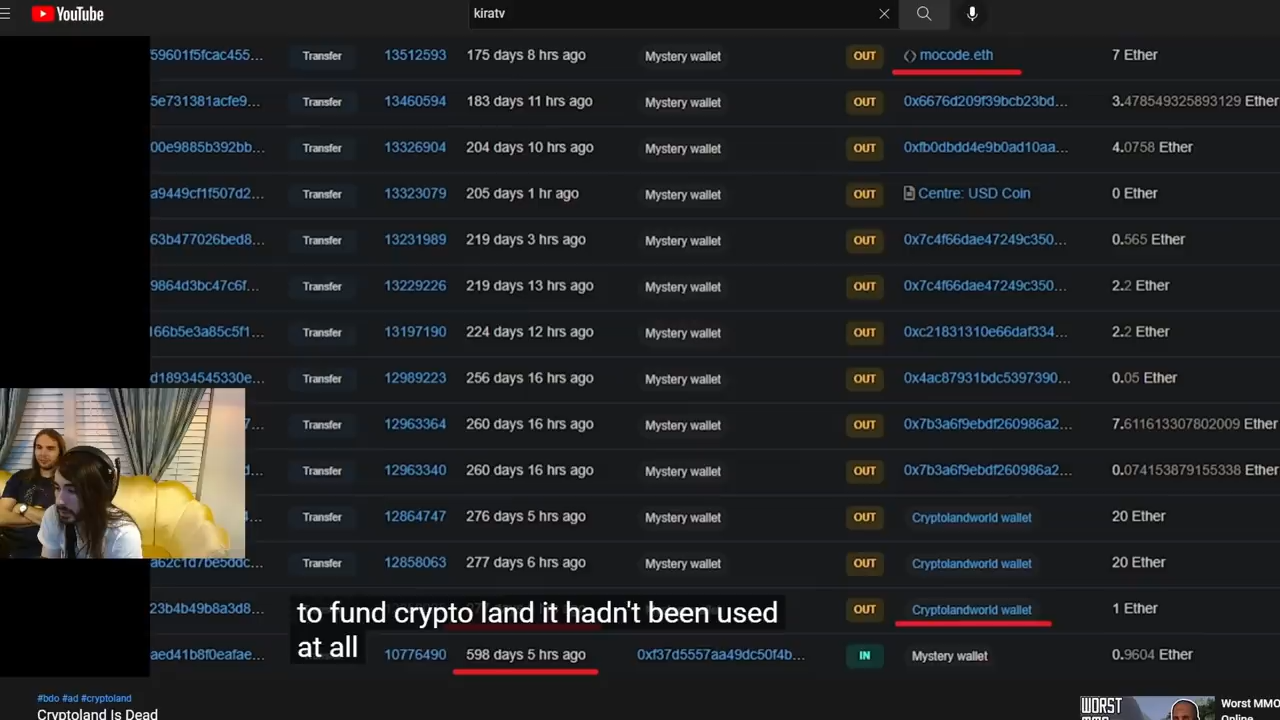 YouTube
kiratv
59601f5fcac455... Transfer 13512593 175 days 8 hrs ago Mystery wallet OUT mocode.eth 7 Ether
5e731381acfe9... Transfer 13460594 183 days 11 hrs ago Mystery wallet OUT 0x6676d209f39bcb23bd... 3.478549325893129 Ether
00e9885b392bb... Transfer 13326904 204 days 10 hrs ago Mystery wallet OUT 0xfb0dbdd4e9b0ad10aa... 4.0758 Ether
a9449cf1f507d2... Transfer 13323079 205 days 1 hr ago Mystery wallet OUT Centre: USD Coin 0 Ether
63b477026bed8... Transfer 13231989 219 days 3 hrs ago Mystery wallet OUT 0x7c4f66dae47249c350... 0.565 Ether
9864d3bc47c6f... Transfer 13229226 219 days 13 hrs ago Mystery wallet OUT 0x7c4f66dae47249c350... 2.2 Ether
166b5e3a85c5f1... Transfer 13197190 224 days 12 hrs ago Mystery wallet OUT 0xc21831310e66daf334... 2.2 Ether
d18934545330e... Transfer 12989223 256 days 16 hrs ago Mystery wallet OUT 0x4ac87931bdc5397390... 0.05 Ether
7... Transfer 12963364 260 days 16 hrs ago Mystery wallet OUT 0x7b3a6f9ebdf260986a2... 7.611613307802009 Ether
d... Transfer 12963340 260 days 16 hrs ago Mystery wallet OUT 0x7b3a6f9ebdf260986a2... 0.074153879155338 Ether
4... Transfer 12864747 276 days 5 hrs ago Mystery wallet OUT Cryptolandworld wallet 20 Ether
a62c1d7be5ddc... Transfer 12858063 277 days 6 hrs ago Mystery wallet OUT Cryptolandworld wallet 20 Ether
23b4b49b8a3d8... OUT Cryptolandworld wallet 1 Ether
to fund crypto land it hadn't been used
at all
aed41b8f0eafae... 10776490 598 days 5 hrs ago 0xf37d5557aa49dc50f4b... IN Mystery wallet 0.9604 Ether
#bdo #ad #cryptoland
Cryptoland Is Dead
WORST
Worst MMO
Online